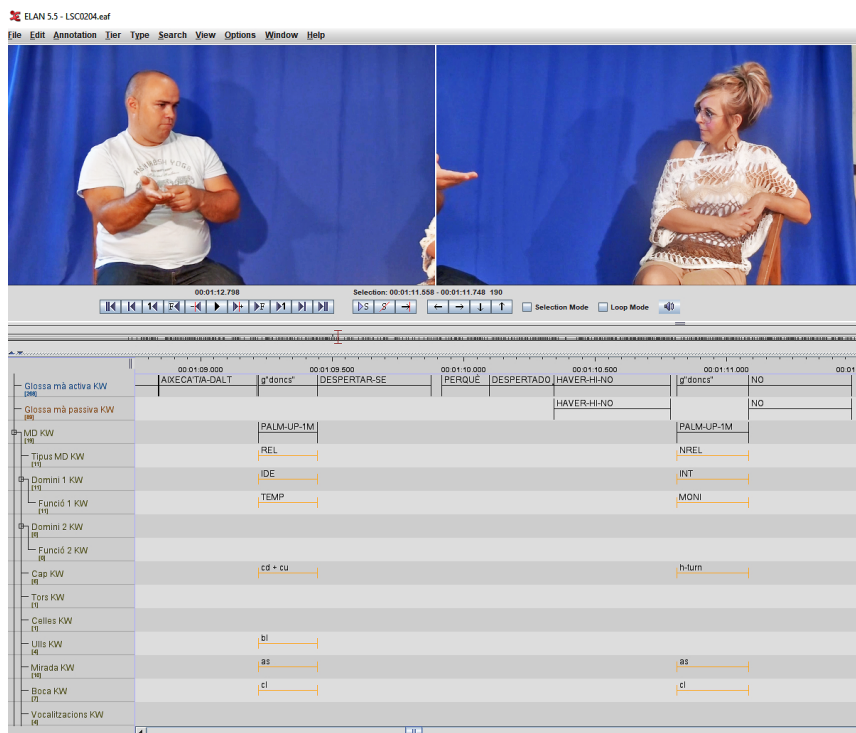 ELAN 5.5 - LSC0204.eaf
File Edit Annotation Tier Type Search View Options Window Help
00:01:12.798
Selection: 00:01:11.558 - 00:01:11.748 190
Selection Mode
Loop Mode
00:01:09.000 00:01:09.500 00:01:10.000 00:01:10.500 00:01:11.000 00:01
Glossa mà activa KW
AIXECA'TIA-DALT g"doncs" DESPERTAR-SE PERQUÈ DESPERTADO HAVER-HI-NO g"doncs" NO
Glossa mà passiva KW
HAVER-HI-NO NO
MD KW
[19]
PALM-UP-1M PALM-UP-1M
Tipus MD KW
[11]
REL NREL
Domini 1 KW
[11]
IDE INT
Funció 1 KW
[11]
TEMP MONI
Domini 2 KW
[0]
Funció 2 KW
[0]
Cap KW
cd + cu h-turn
Tors KW
[1]
Celles KW
[1]
Ulls KW
[4]
bl
Mirada KW
[10]
as as
Boca KW
[7]
cl cl
Vocalitzacions KW
[4]